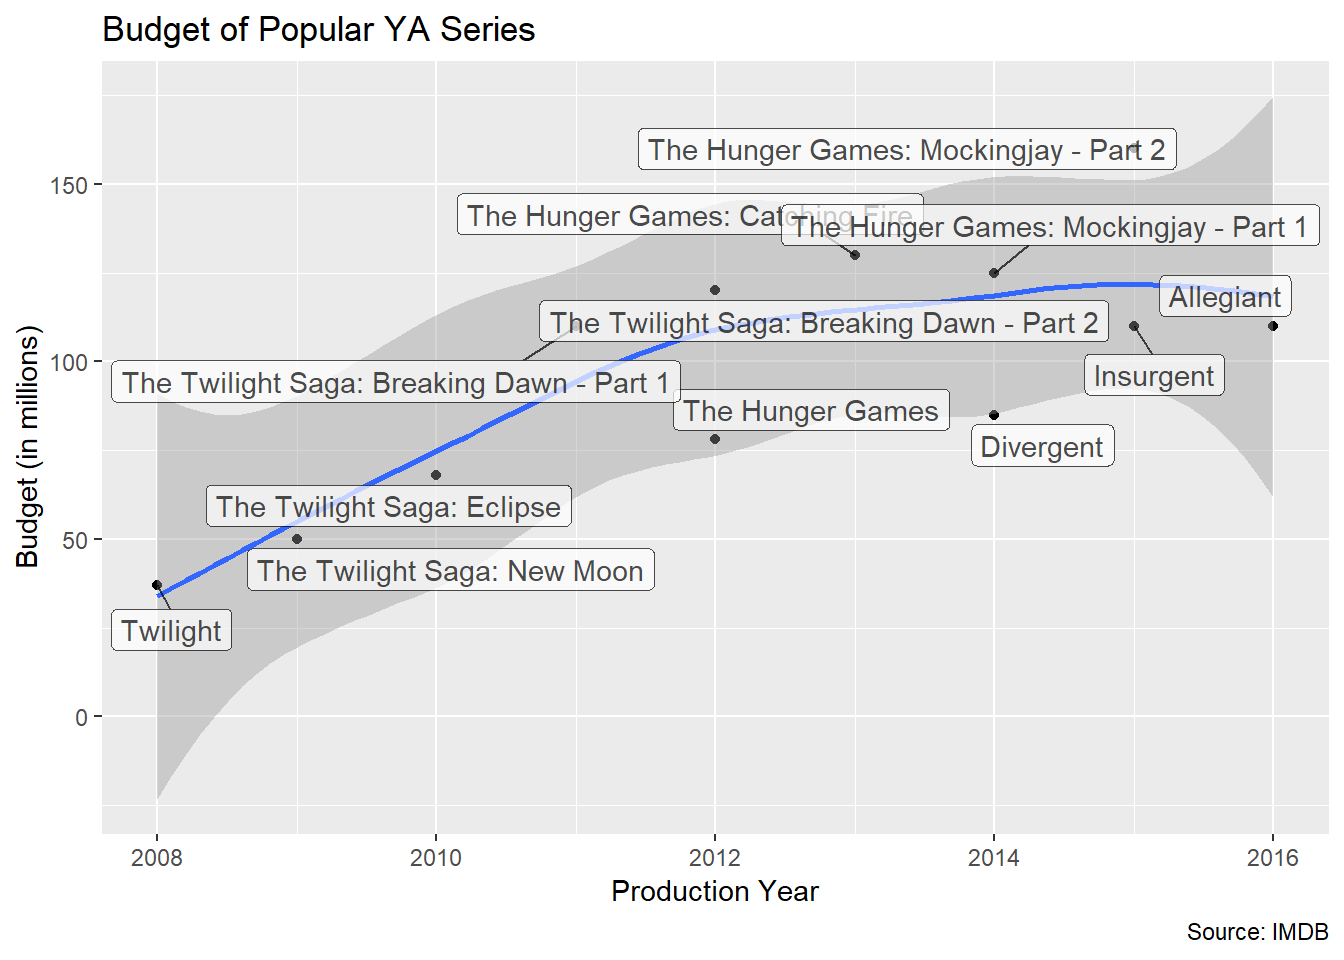 Budget of Popular YA Series
The Hunger Games: Mockingjay - Part 2
150
The Hunger Games: Catching Fire
The Hunger Games: Mockingjay - Part 1
Allegiant
The Twilight Saga: Breaking Dawn - Part 2
100
The Twilight Saga: Breaking Dawn - Part 1
Insurgent
The Hunger Games
Divergent
The Twilight Saga: Eclipse
50
The Twilight Saga: New Moon
Twilight
0
Budget (in millions)
2008 2010 2012 2014 2016
Production Year
Source: IMDB